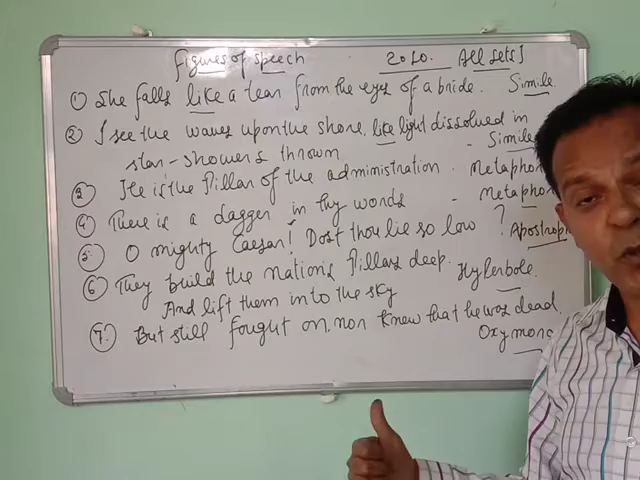 figures of speech . 2010. All sets]
① She falls like a tear from the eyes of a bride. Simile
② I see the waves upon the shore, like light dissolved in
star-showers thrown - Simile
③ He is the Pillar of the administration . Metaphor
④ There is a dagger in thy words - Metaphor
⑤ O mighty Caesar! Dost thou lie so low ? Apostroph
⑥ They build the nation's Pillars deep. Hyperbole.
And lift them into the sky
⑦ But still fought on, nor knew that he was dead.
Oxymoro